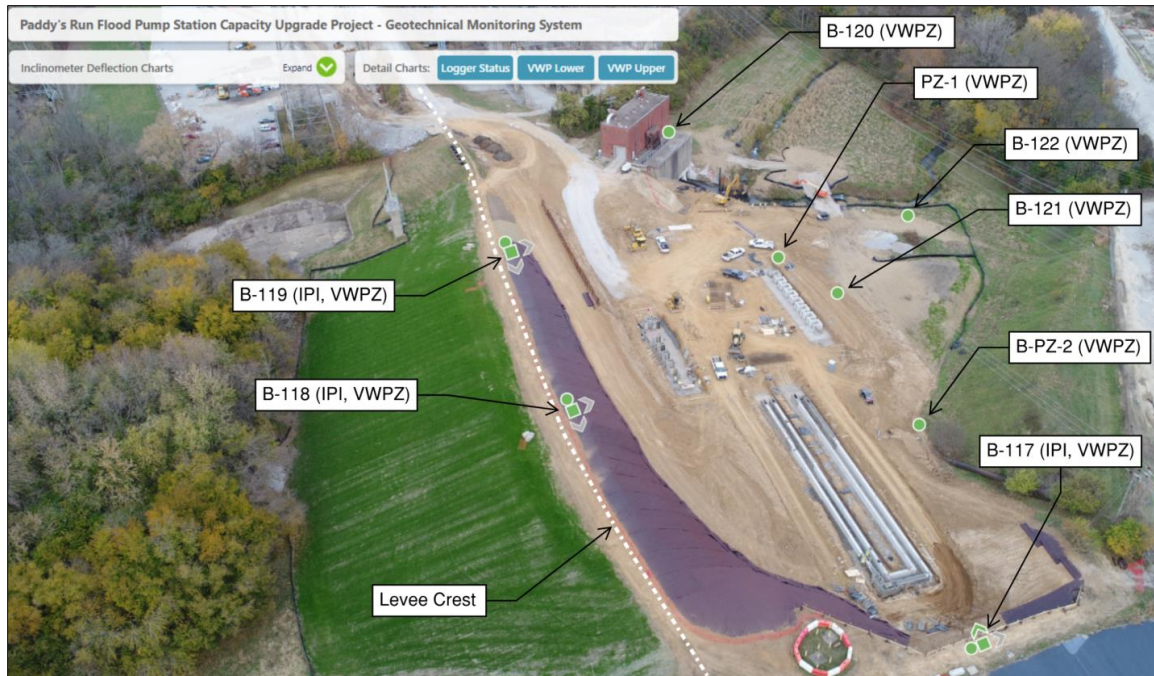 Paddy's Run Flood Pump Station Capacity Upgrade Project - Geotechnical Monitoring System
Inclinometer Deflection Charts Expand Detail Charts: Logger Status VWP Lower VWP Upper
B-120 (VWPZ)
PZ-1 (VWPZ)
B-122 (VWPZ)
B-121 (VWPZ)
B-119 (IPI, VWPZ)
B-PZ-2 (VWPZ)
B-118 (IPI, VWPZ)
B-117 (IPI, VWPZ)
Levee Crest